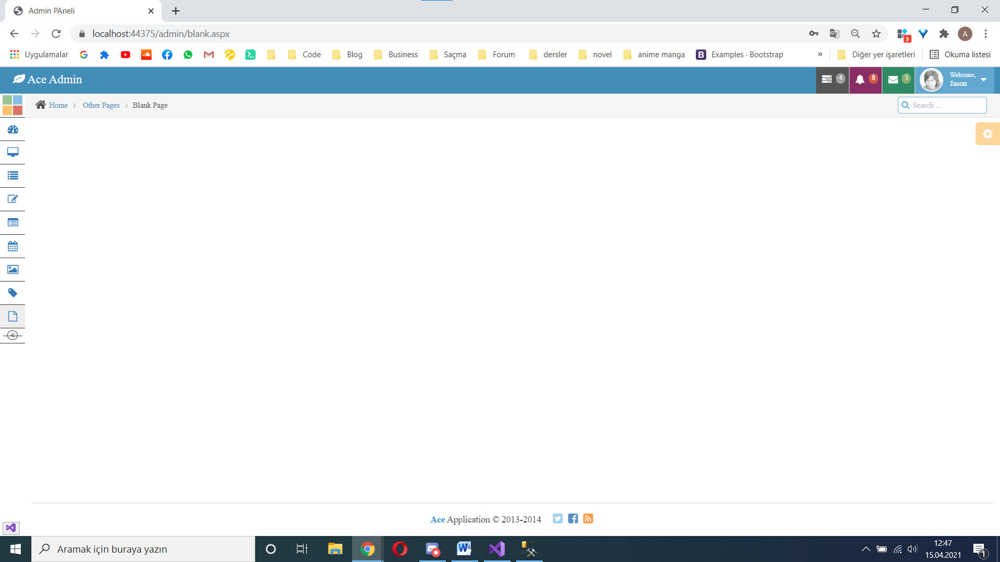 Admin PAneli
localhost:44375/admin/blank.aspx
3
A
Uygulamalar
Code
Blog
Business
Saçma
Forum
dersler
novel
anime manga
B
Examples · Bootstrap
»
Diğer yer işaretleri
Okuma listesi
Ace Admin
4
8
5
Welcome,
Jason
Home
Other Pages
Blank Page
Search ...
Ace Application © 2013-2014
Aramak için buraya yazın
12:47
15.04.2021
1